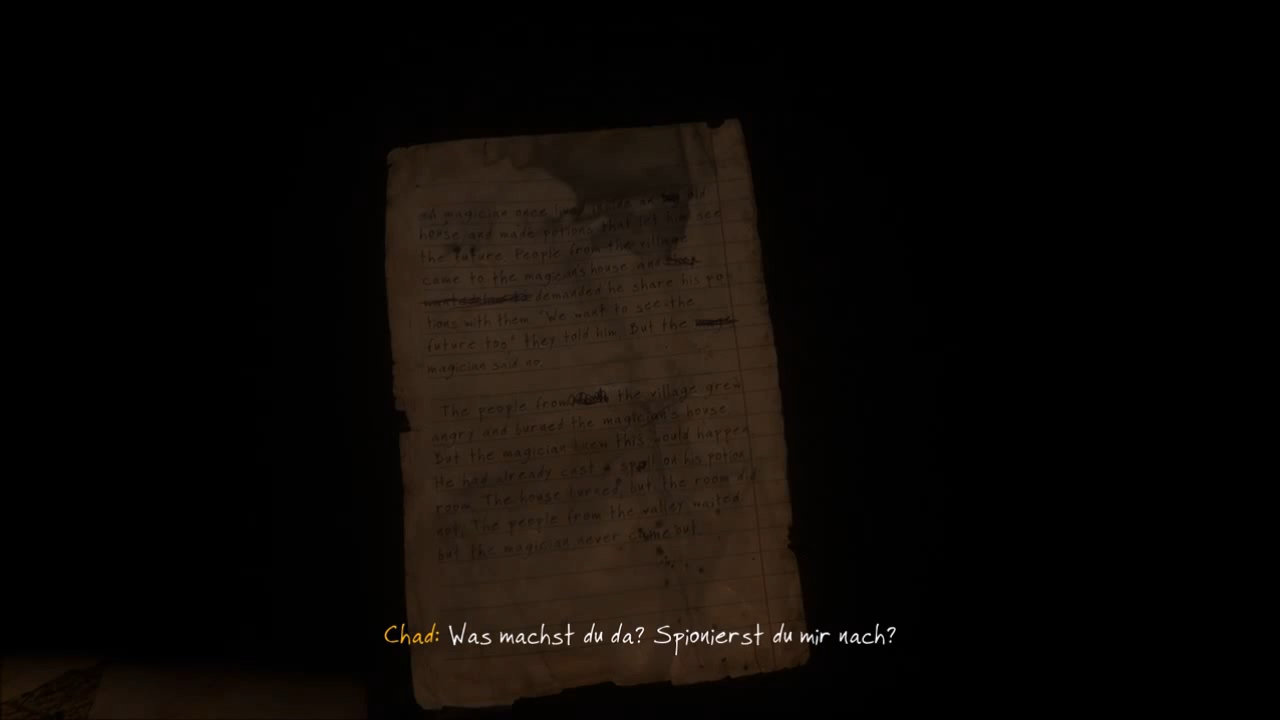 magicine once an old
house and made potions that let him see
the future. People from the villag
came to the magicans house and
demanded he share his po-
tions with them. "We want to see the
future too," they told him. But the
magician said no.
The people from the village grew
angry and burned the magician's house.
But the magician knew this would happen.
He had already cast a spell on his potion
room. The house burned, but the room did
not. The people from the valley waited
but the magician never came out.
Chad: Was machst du da? Spionierst du mir nach?